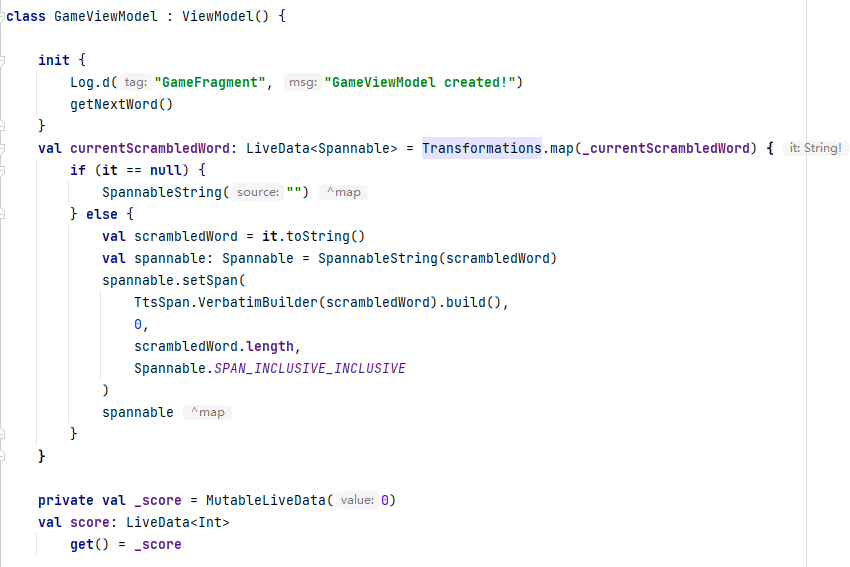 class GameViewModel : ViewModel() {
init {
Log.d( tag: "GameFragment", msg: "GameViewModel created!")
getNextWord()
}
val currentScrambledWord: LiveData<Spannable> = Transformations.map(_currentScrambledWord) { it: String!
if (it == null) {
SpannableString( source: "") ^map
} else {
val scrambledWord = it.toString()
val spannable: Spannable = SpannableString(scrambledWord)
spannable.setSpan(
TtsSpan.VerbatimBuilder(scrambledWord).build(),
0,
scrambledWord.length,
Spannable.SPAN_INCLUSIVE_INCLUSIVE
)
spannable ^map
}
}
private val _score = MutableLiveData( value: 0)
val score: LiveData<Int>
get() = _score